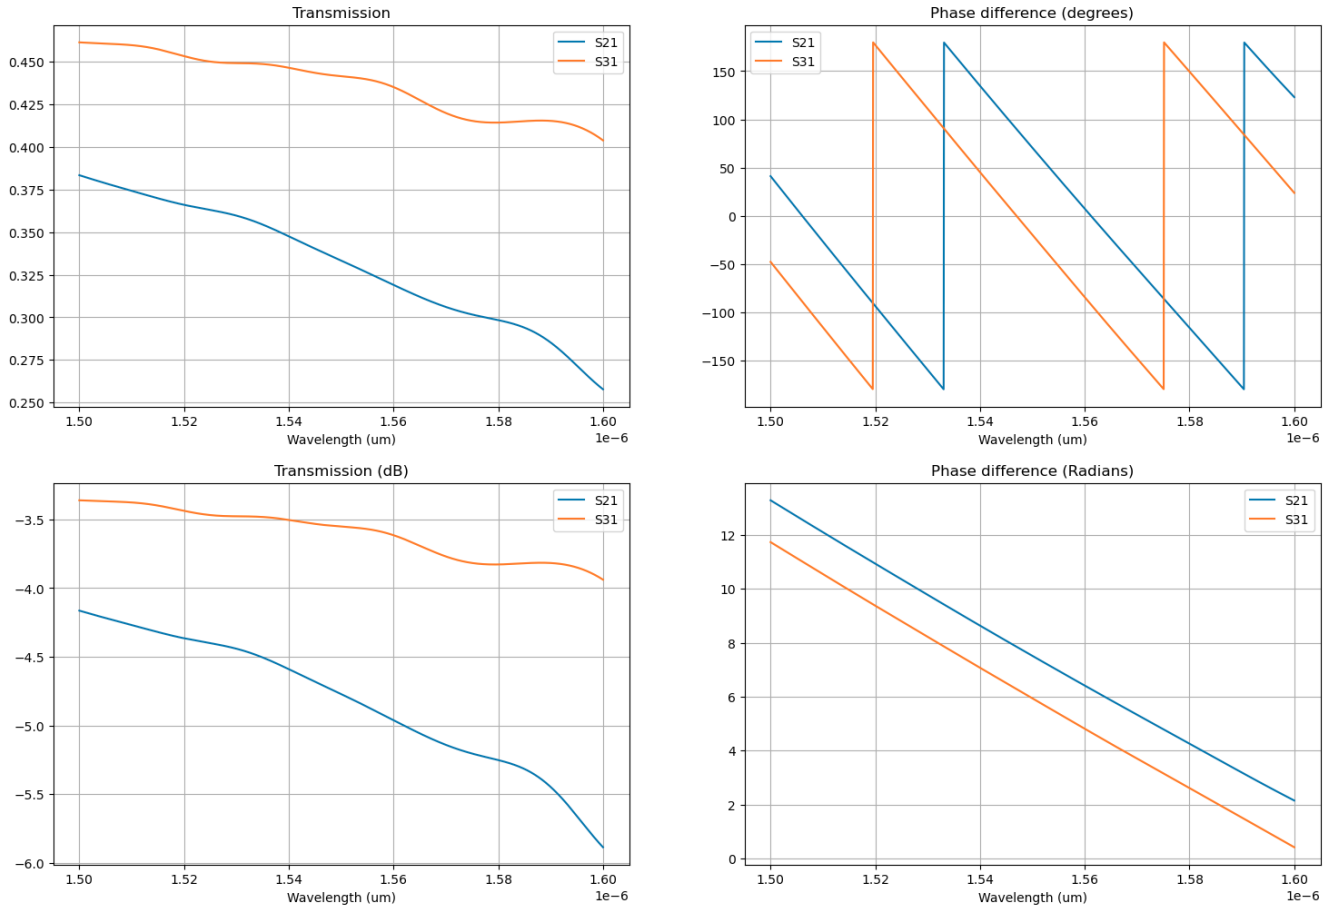 Transmission
S21
S31
0.450
0.425
0.400
0.375
0.350
0.325
0.300
0.275
0.250
1.50 1.52 1.54 1.56 1.58 1.60
1e−6
Wavelength (um)
Phase difference (degrees)
S21
S31
150
100
50
0
−50
−100
−150
1.50 1.52 1.54 1.56 1.58 1.60
1e−6
Wavelength (um)
Transmission (dB)
S21
S31
−3.5
−4.0
−4.5
−5.0
−5.5
−6.0
1.50 1.52 1.54 1.56 1.58 1.60
1e−6
Wavelength (um)
Phase difference (Radians)
S21
S31
12
10
8
6
4
2
0
1.50 1.52 1.54 1.56 1.58 1.60
1e−6
Wavelength (um)